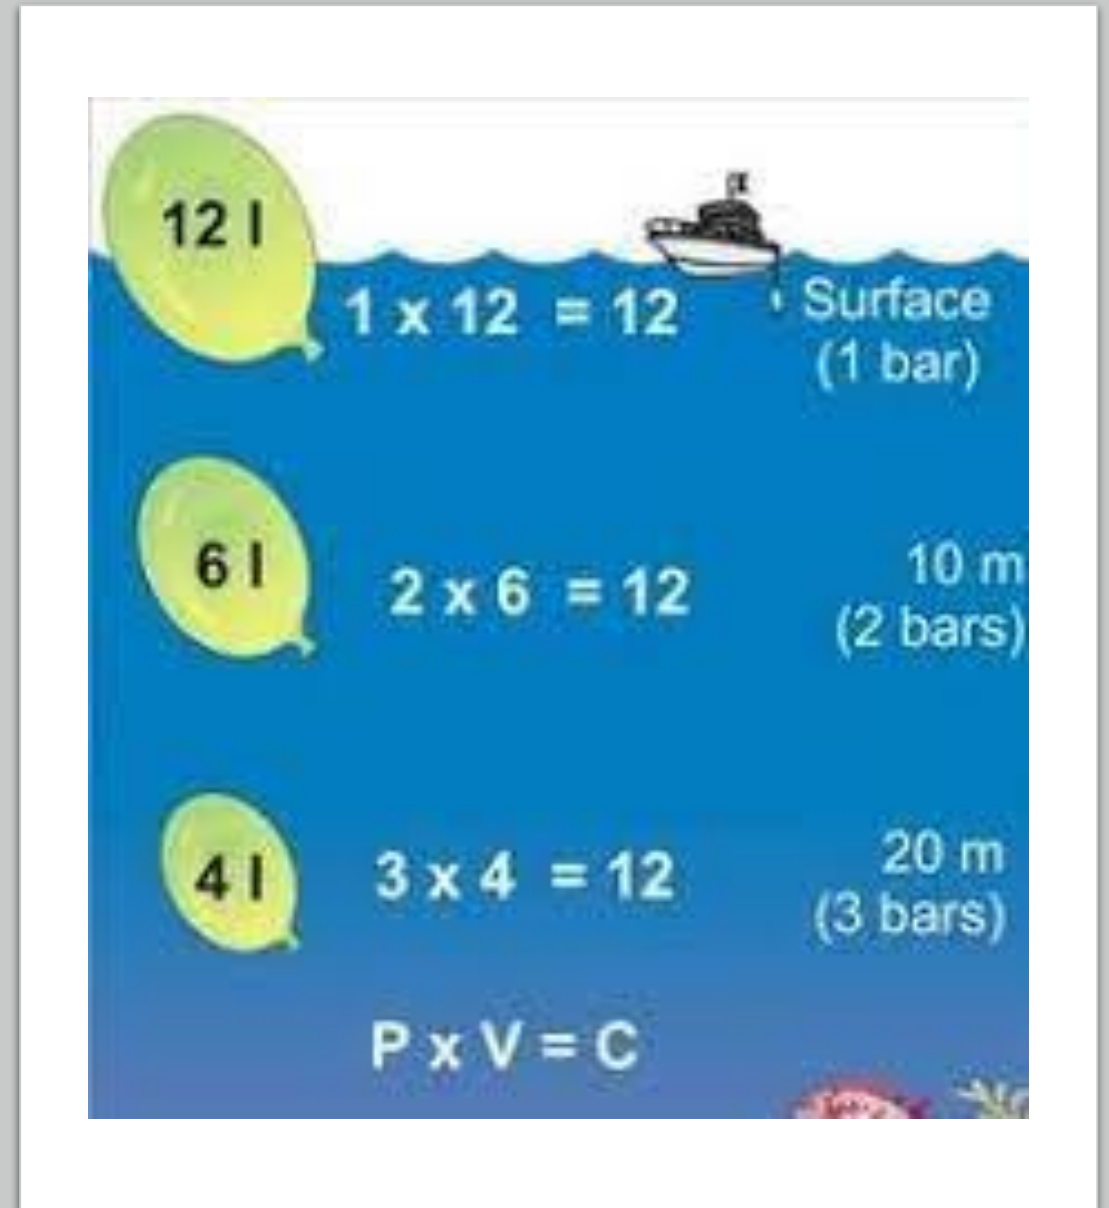 12 l
1 x 12 = 12
Surface
(1 bar)
6 l
2 x 6 = 12
10 m
(2 bars)
4 l
3 x 4 = 12
20 m
(3 bars)
P x V = C